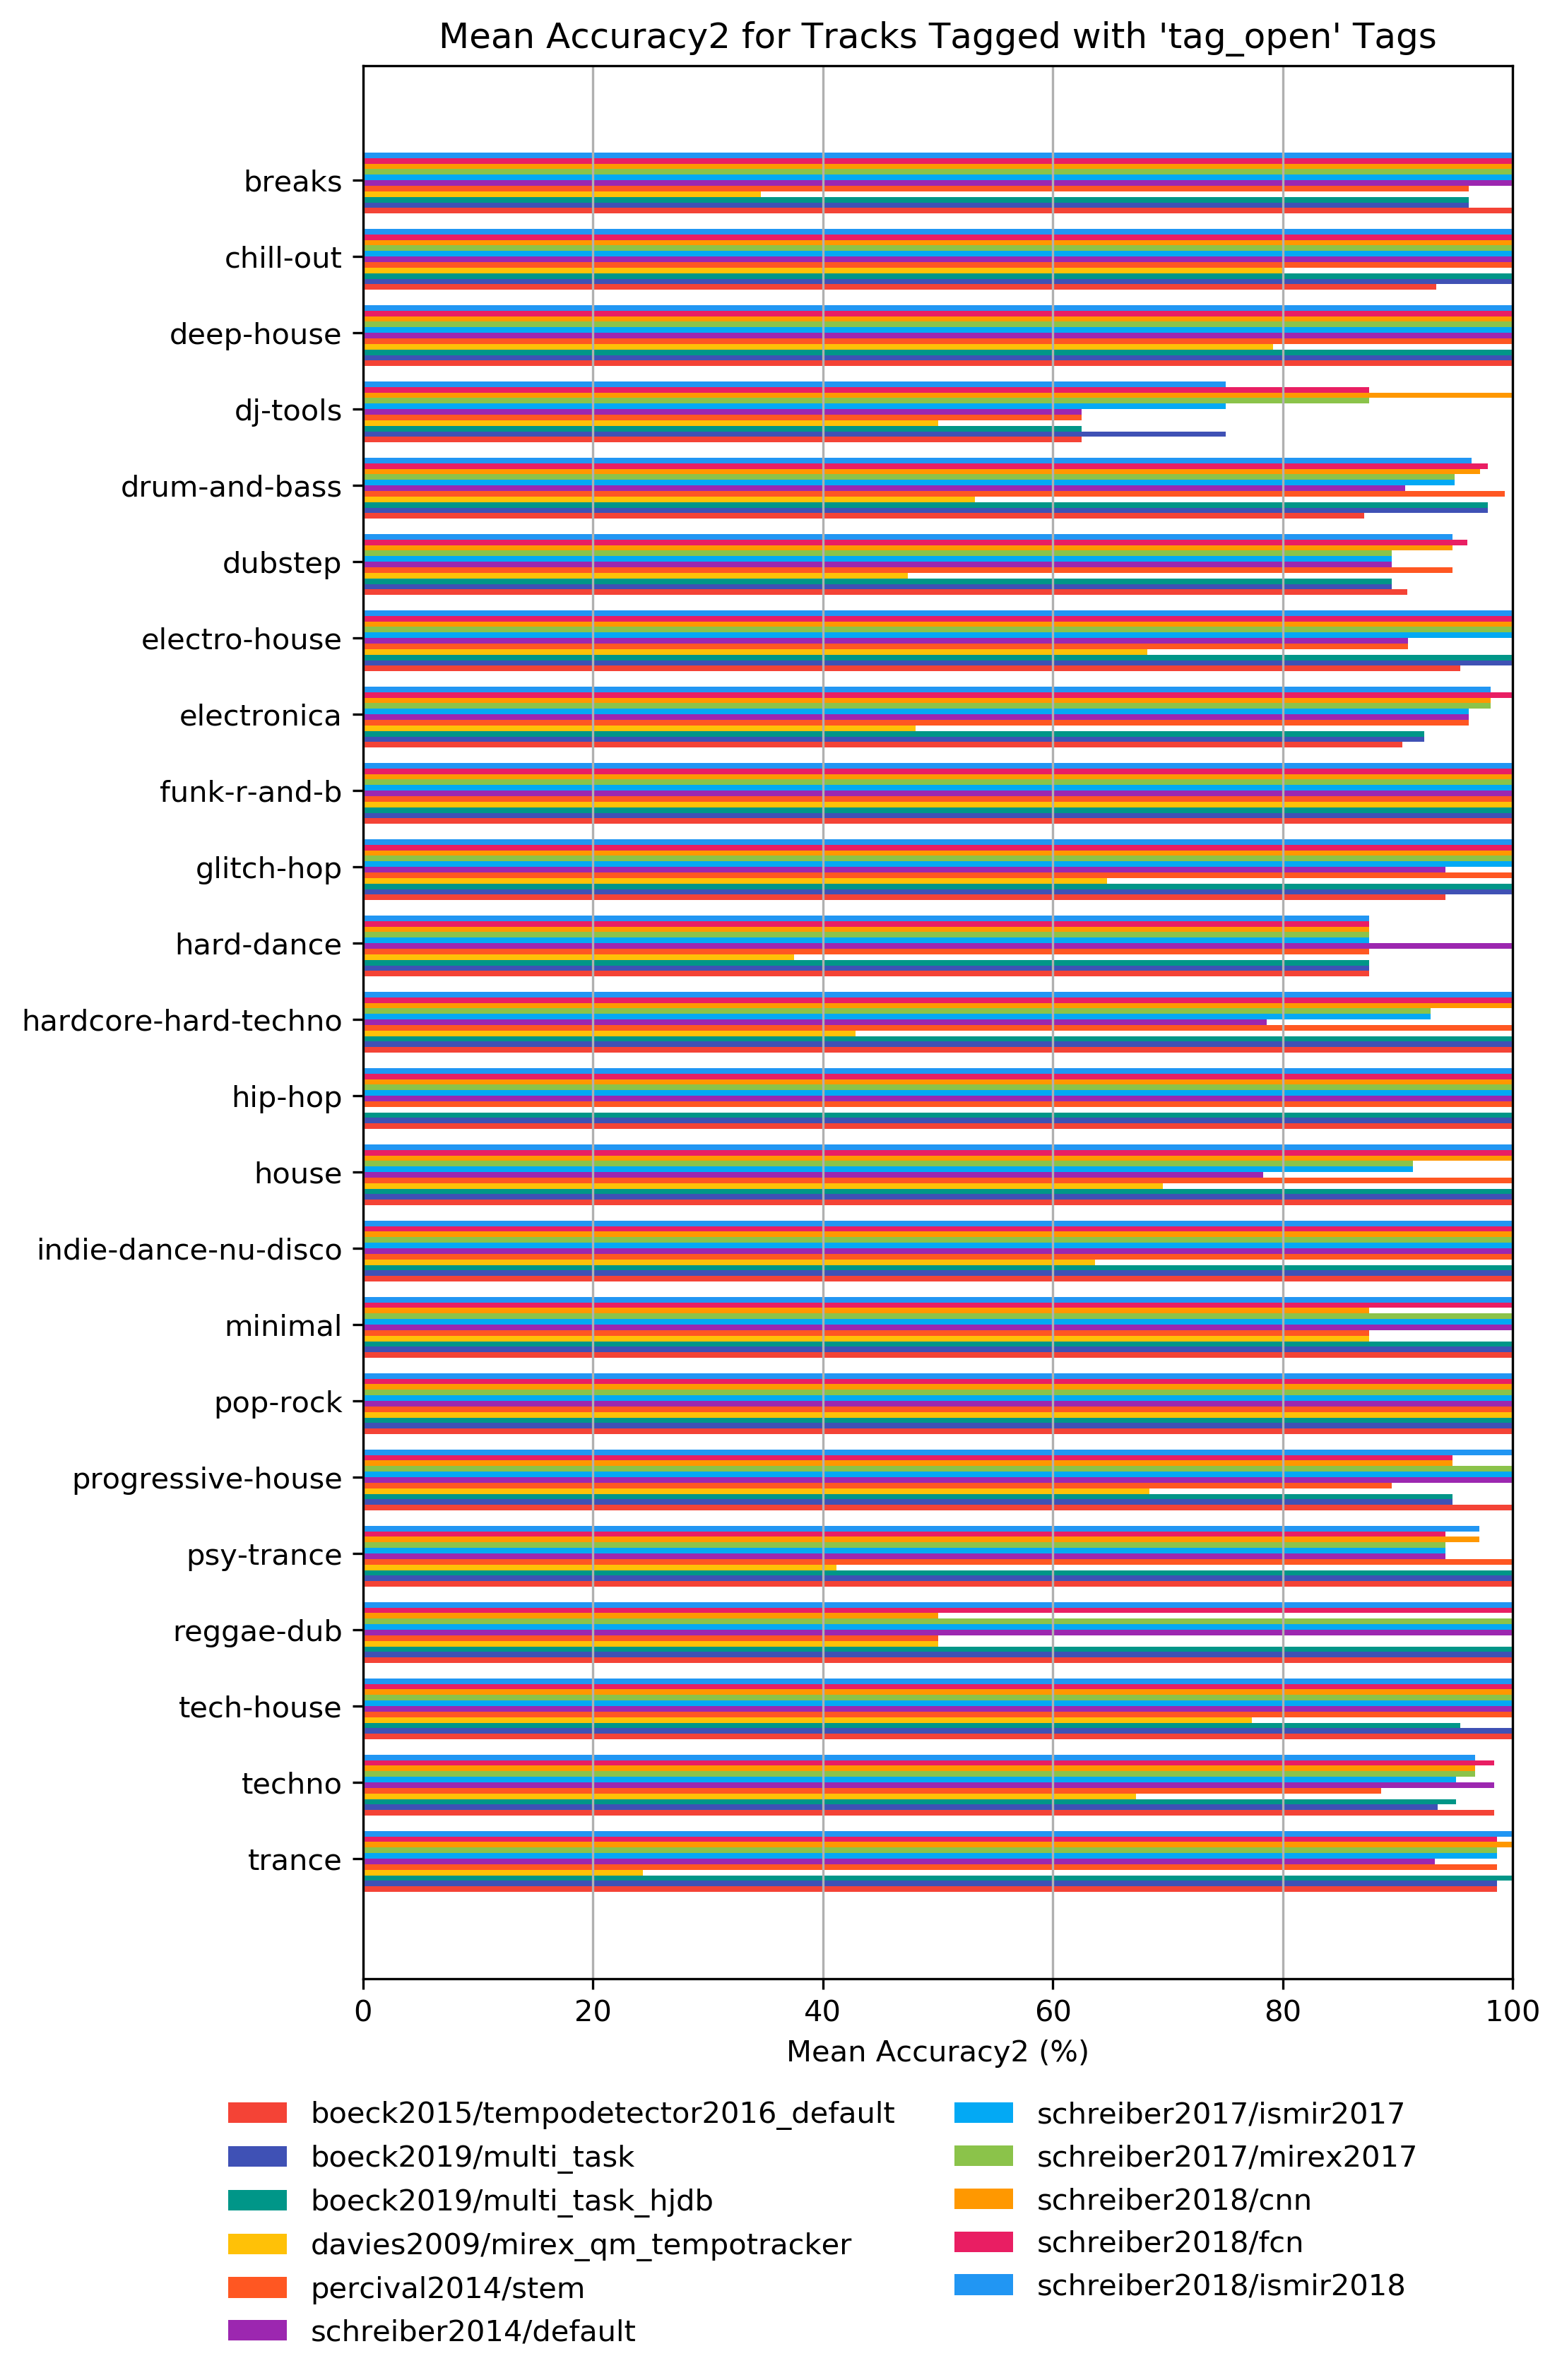 Mean Accuracy2 for Tracks Tagged with 'tag_open' Tags
breaks
chill-out
deep-house
dj-tools
drum-and-bass
dubstep
electro-house
electronica
funk-r-and-b
glitch-hop
hard-dance
hardcore-hard-techno
hip-hop
house
indie-dance-nu-disco
minimal
pop-rock
progressive-house
psy-trance
reggae-dub
tech-house
techno
trance
0 20 40 60 80 100
Mean Accuracy2 (%)
boeck2015/tempodetector2016_default
boeck2019/multi_task
boeck2019/multi_task_hjdb
davies2009/mirex_qm_tempotracker
percival2014/stem
schreiber2014/default
schreiber2017/ismir2017
schreiber2017/mirex2017
schreiber2018/cnn
schreiber2018/fcn
schreiber2018/ismir2018